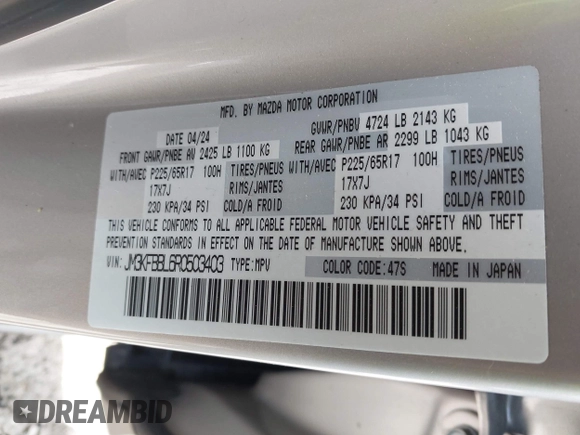 MFD. BY MAZDA MOTOR CORPORATION
DATE 04/24 GVWR/PNBV 4724 LB 2143 KG
FRONT GAWR/PNBE AV 2425 LB 1100 KG REAR GAWR/PNBE AR 2299 LB 1043 KG
WITH/AVEC P225/65R17 100H TIRES/PNEUS WITH/AVEC P225/65R17 100H TIRES/PNEUS
17X7J RIMS/JANTES 17X7J RIMS/JANTES
230 KPA/34 PSI COLD/A FROID 230 KPA/34 PSI COLD/A FROID
THIS VEHICLE CONFORMS TO ALL APPLICABLE FEDERAL MOTOR VEHICLE SAFETY AND THEFT
PREVENTION STANDARDS IN EFFECT ON THE DATE OF MANUFACTURE SHOWN ABOVE.
VIN: JM3KFBBL6R0503403 TYPE:MPV COLOR CODE:47S MADE IN JAPAN
DREAMBID